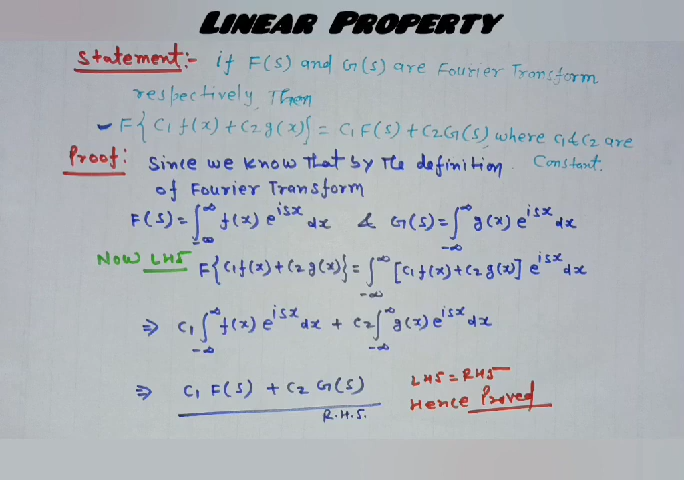 LINEAR PROPERTY
Statement:- if F(S) and G(S) are Fourier Transform
respectively, Then
F{ C₁ f(x) + C₂ g(x)} = C₁ F(S) + C₂ G(S), where C₁ & C₂ are
Constant.
Proof: Since we know that by the definition
of Fourier Transform
F(S) = ∫_{-∞}^{∞} f(x) e^{isx} dx & G(S) = ∫_{-∞}^{∞} g(x) e^{isx} dx
Now LHS F{C₁f(x) + C₂ g(x)} = ∫_{-∞}^{∞} [C₁f(x) + C₂ g(x)] e^{isx} dx
⇒ C₁ ∫_{-∞}^{∞} f(x) e^{isx} dx + C₂ ∫_{-∞}^{∞} g(x) e^{isx} dx
⇒ C₁ F(S) + C₂ G(S)
R.H.S.
LHS = RHS
Hence Proved